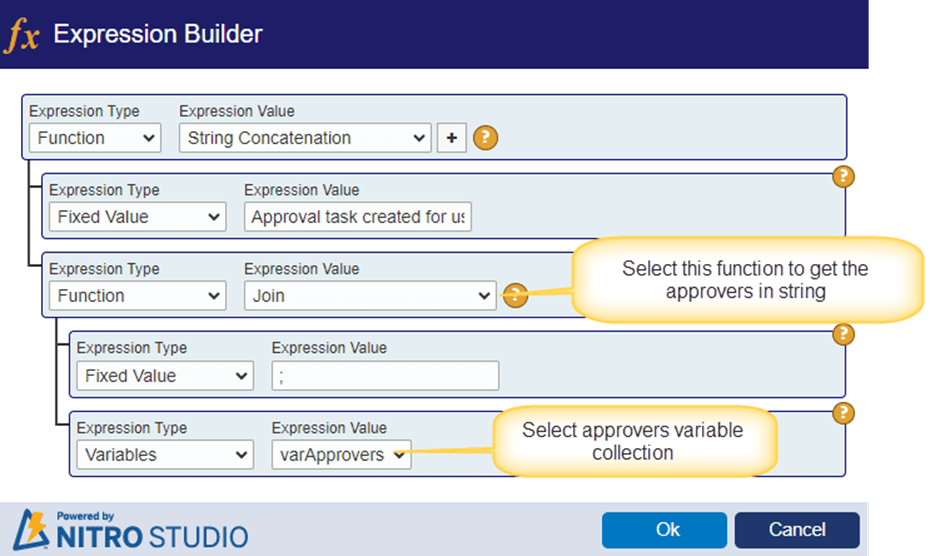 fx Expression Builder
Expression Type Expression Value
Function String Concatenation + ?
?
Expression Type Expression Value
Fixed Value Approval task created for us
Expression Type Expression Value
Function Join ?
Select this function to get the
approvers in string
?
Expression Type Expression Value
Fixed Value ;
?
Expression Type Expression Value
Variables varApprovers
Select approvers variable
collection
Powered by
NITRO STUDIO
Ok Cancel